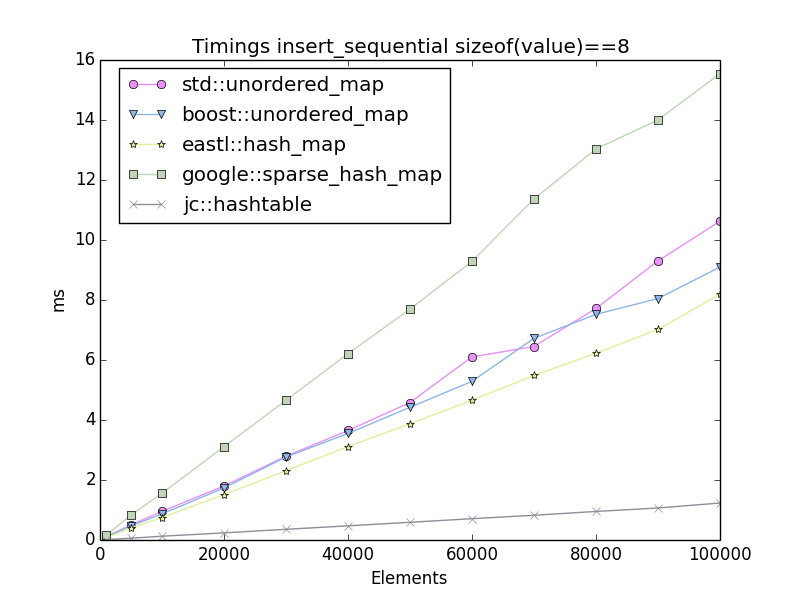 Timings insert_sequential sizeof(value)==8
std::unordered_map
boost::unordered_map
eastl::hash_map
google::sparse_hash_map
jc::hashtable
16
14
12
10
8
6
4
2
0
ms
0 20000 40000 60000 80000 100000
Elements